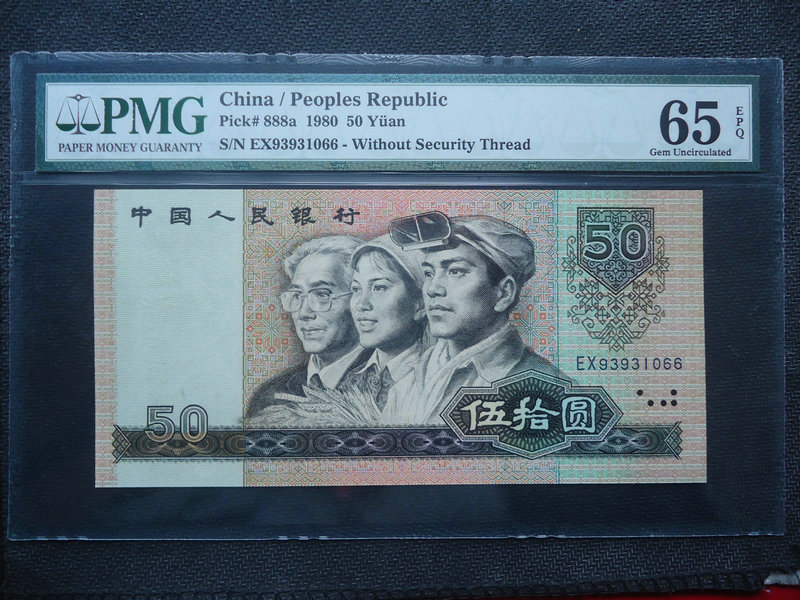 PMG
PAPER MONEY GUARANTY
China / Peoples Republic
Pick# 888a 1980 50 Yüan
S/N EX93931066 - Without Security Thread
65
EPQ
Gem Uncirculated
中国人民银行
50
EX93931066
50
伍拾圆